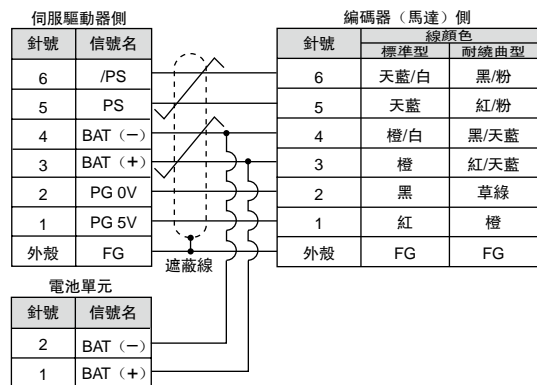 伺服驅動器側
針號 信號名
6 /PS
5 PS
4 BAT（−）
3 BAT（+）
2 PG 0V
1 PG 5V
外殼 FG
遮蔽線
編碼器（馬達）側
針號 線顏色
標準型 耐繞曲型
6 天藍/白 黑/粉
5 天藍 紅/粉
4 橙/白 黑/天藍
3 橙 紅/天藍
2 黑 草綠
1 紅 橙
外殼 FG FG
電池單元
針號 信號名
2 BAT（−）
1 BAT（+）